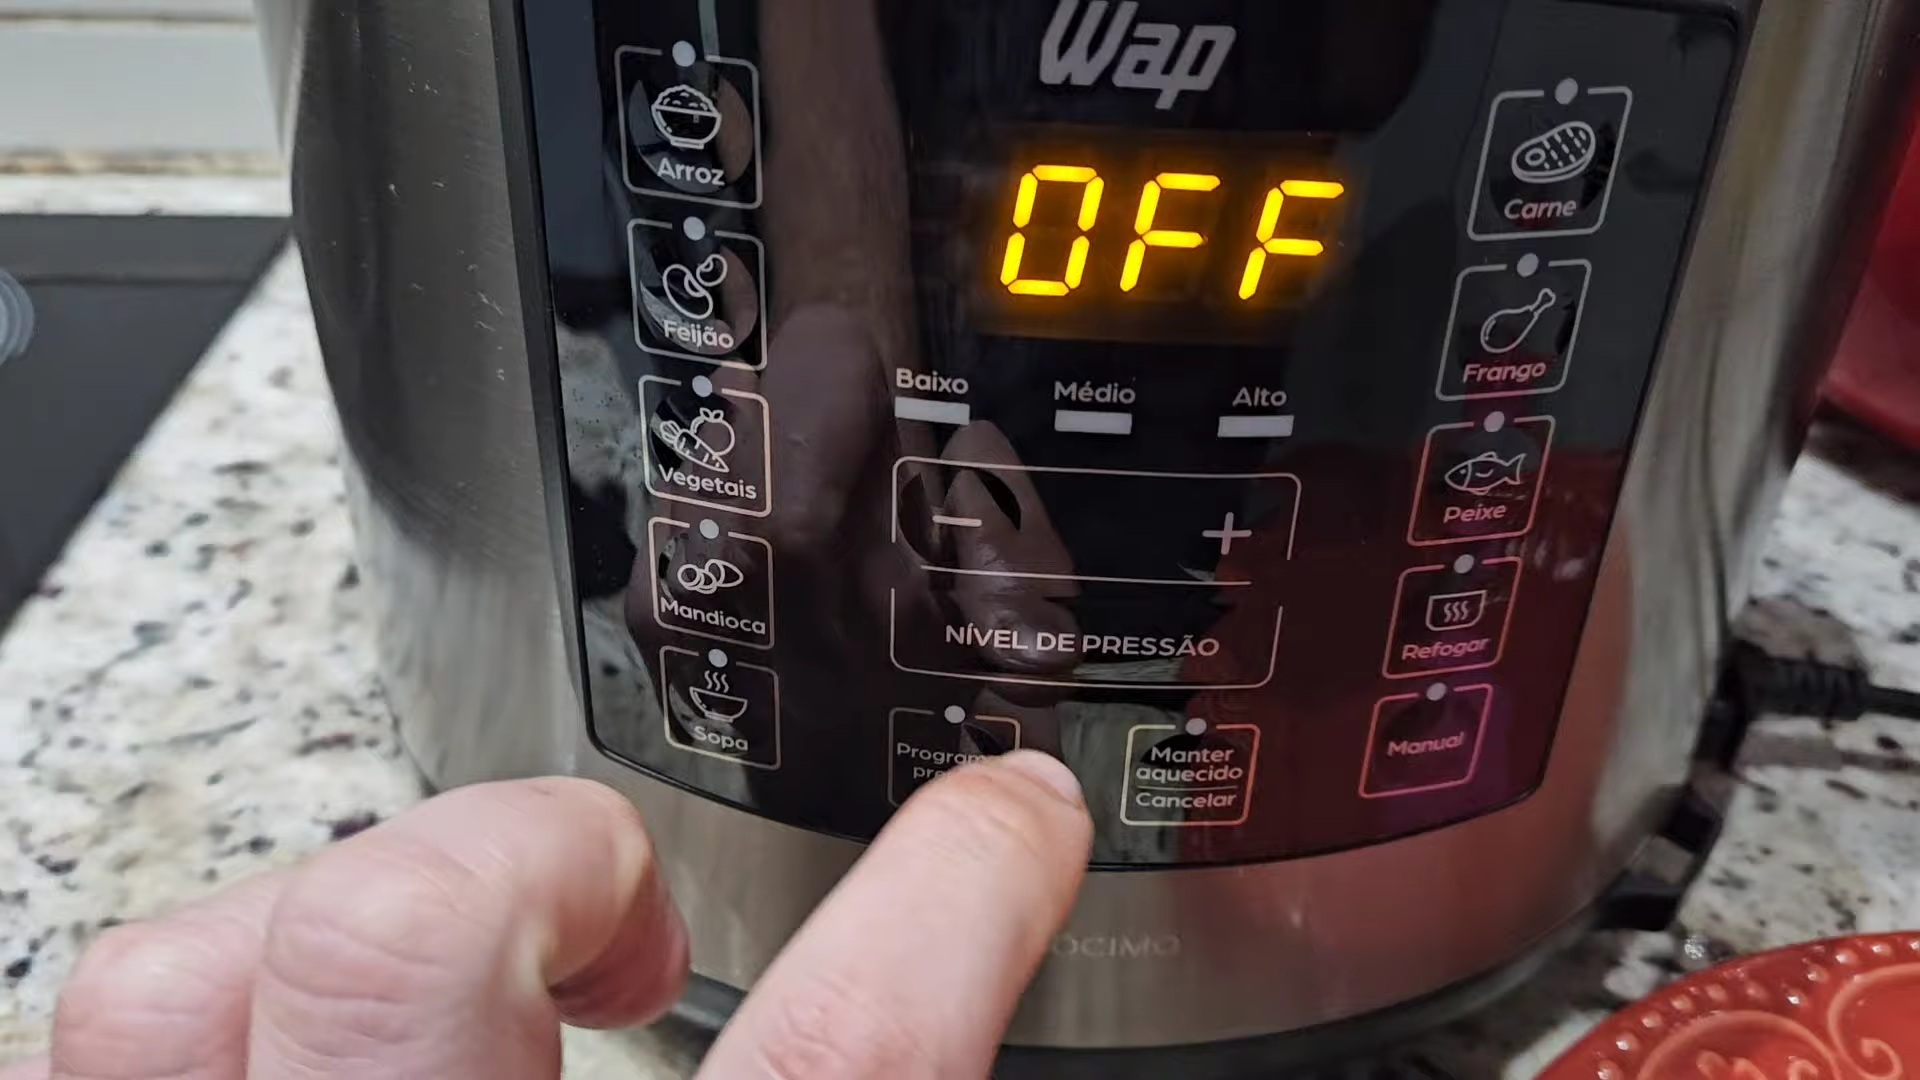 Wap
OFF
Arroz
Feijão
Vegetais
Mandioca
Sopa
Baixo Médio Alto
- +
NÍVEL DE PRESSÃO
Manter
aquecido
Cancelar
Carne
Frango
Peixe
Refogar
Manual